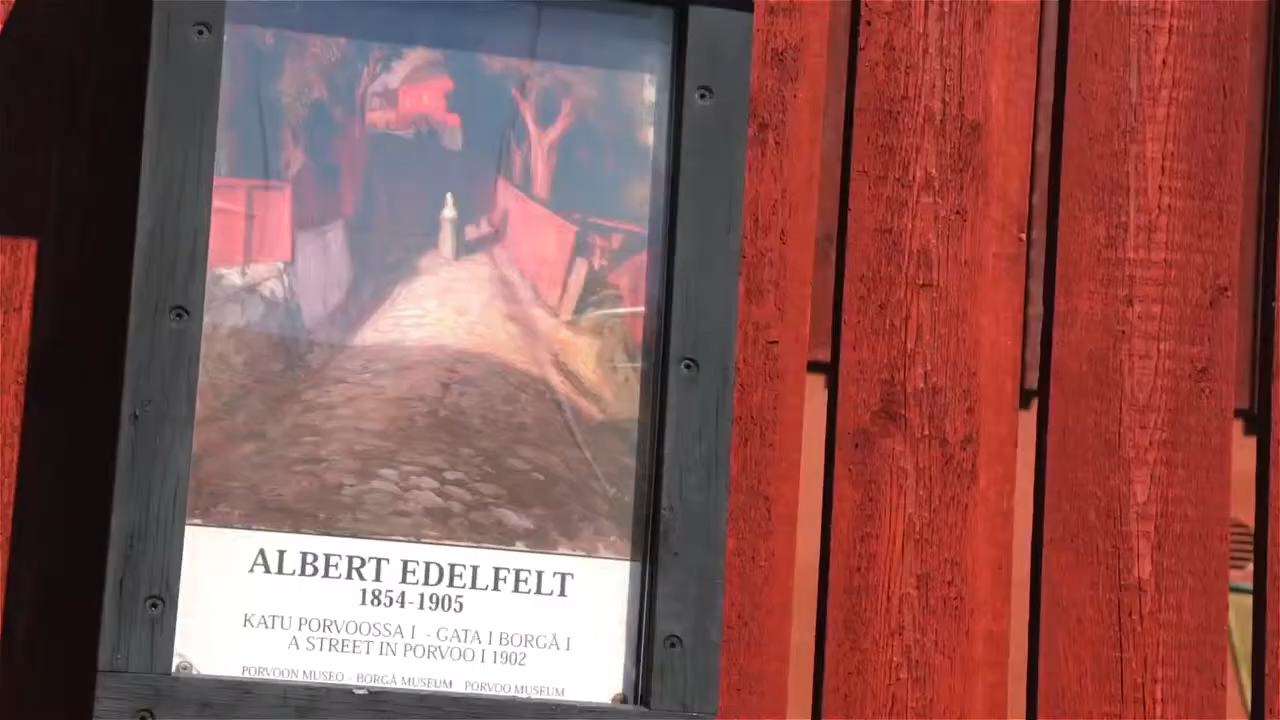 ALBERT EDELFELT
1854-1905
KATU PORVOOSSA I - GATA I BORGÅ I
A STREET IN PORVOO I 1902
PORVOON MUSEO - BORGÅ MUSEUM PORVOO MUSEUM